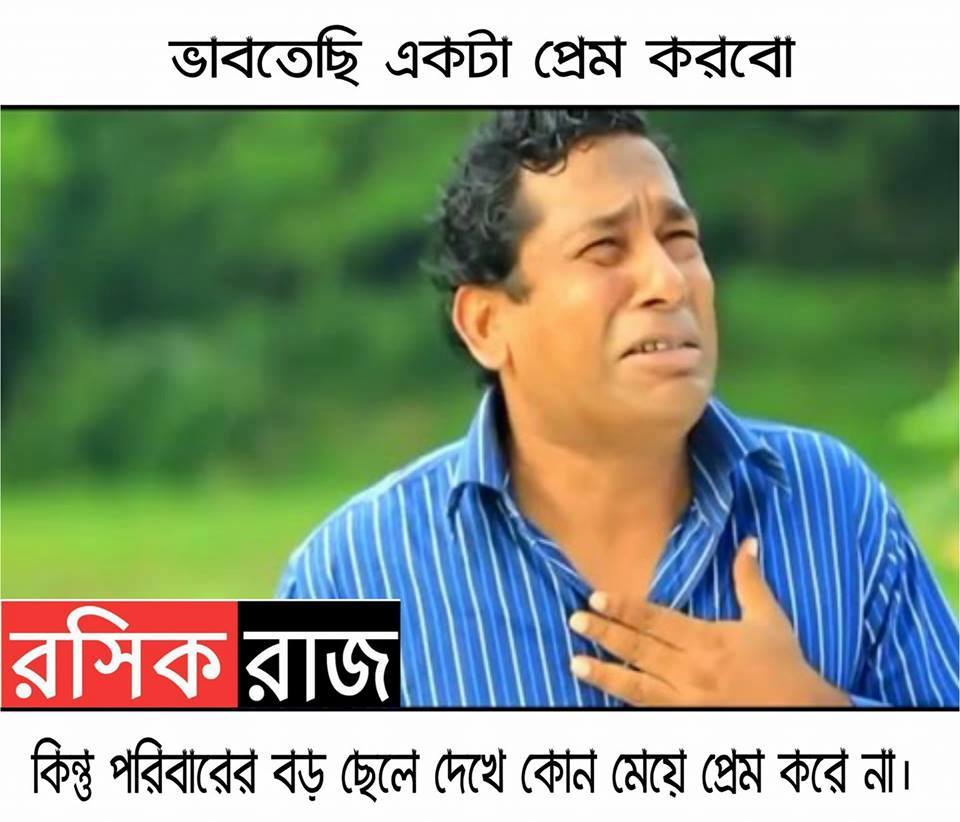 ভাবতেছি একটা প্রেম করবো
রসিক রাজ
কিন্তু পরিবারের বড় ছেলে দেখে কোন মেয়ে প্রেম করে না।